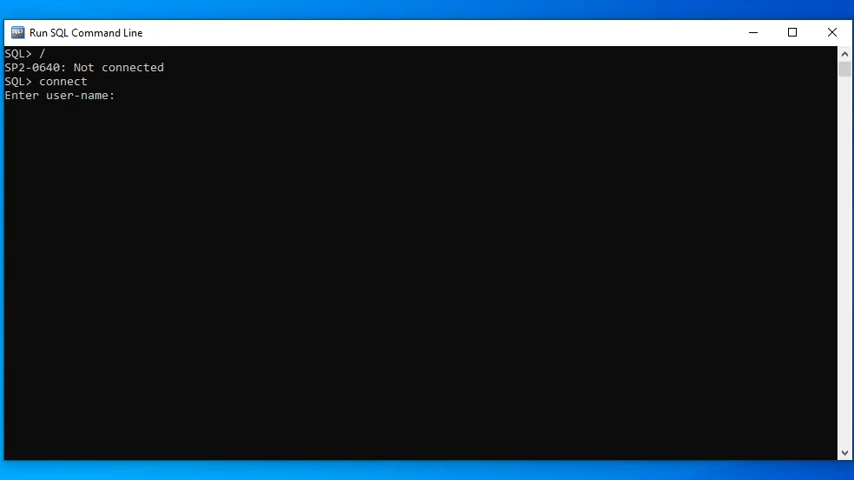 Run SQL Command Line
SQL> /
SP2-0640: Not connected
SQL> connect
Enter user-name: